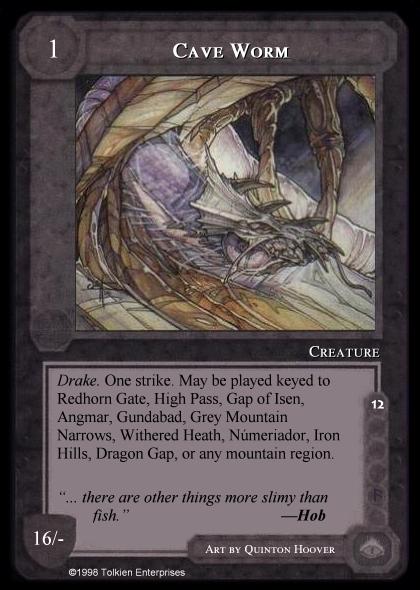 1
CAVE WORM
CREATURE
Drake. One strike. May be played keyed to
Redhorn Gate, High Pass, Gap of Isen,
Angmar, Gundabad, Grey Mountain
Narrows, Withered Heath, Númeriador, Iron
Hills, Dragon Gap, or any mountain region.
12
“... there are other things more slimy than
fish.” —Hob
16/-
ART BY QUINTON HOOVER
©1998 Tolkien Enterprises